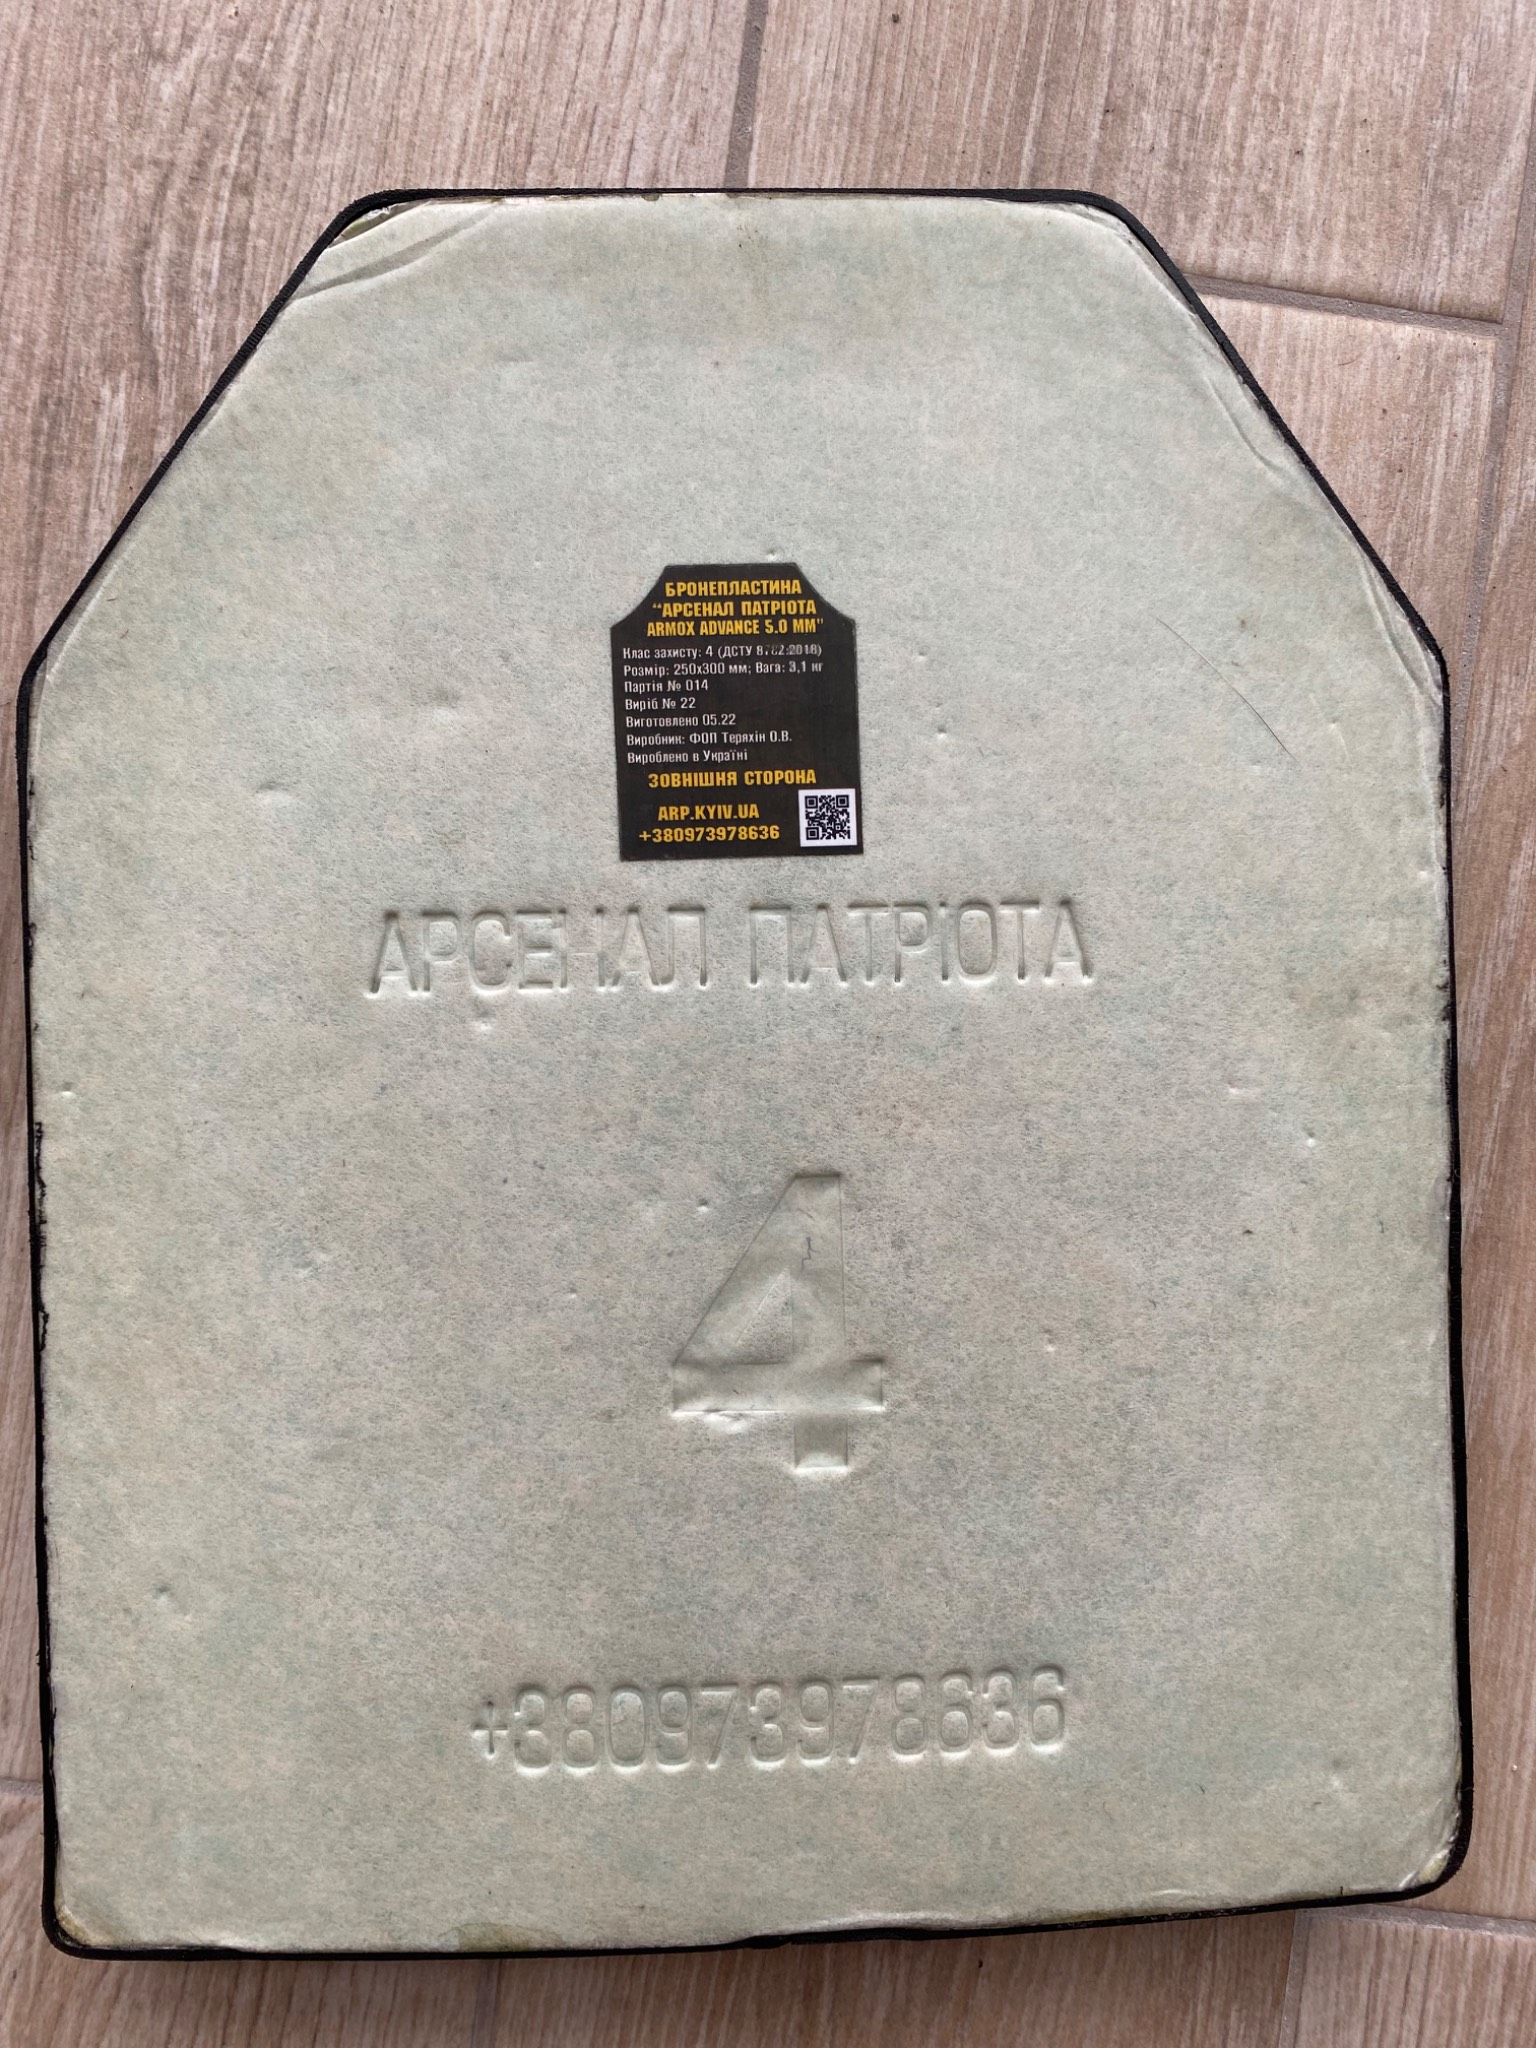 БРОНЕПЛАСТИНА
“АРСЕНАЛ ПАТРІОТА
ARMOX ADVANCE 5.0 ММ"
Клас захисту: 4 (ДСТУ 8782:2018)
Розмір: 250х300 мм; Вага: 3,1 кг
Партія № 014
Виріб № 22
Виготовлено 05.22
Виробник: ФОП Теряхін О.В.
Вироблено в Україні
ЗОВНІШНЯ СТОРОНА
ARP.KYIV.UA
+380973978636
АРСЕНАЛ ПАТРІОТА
4
+380973978636